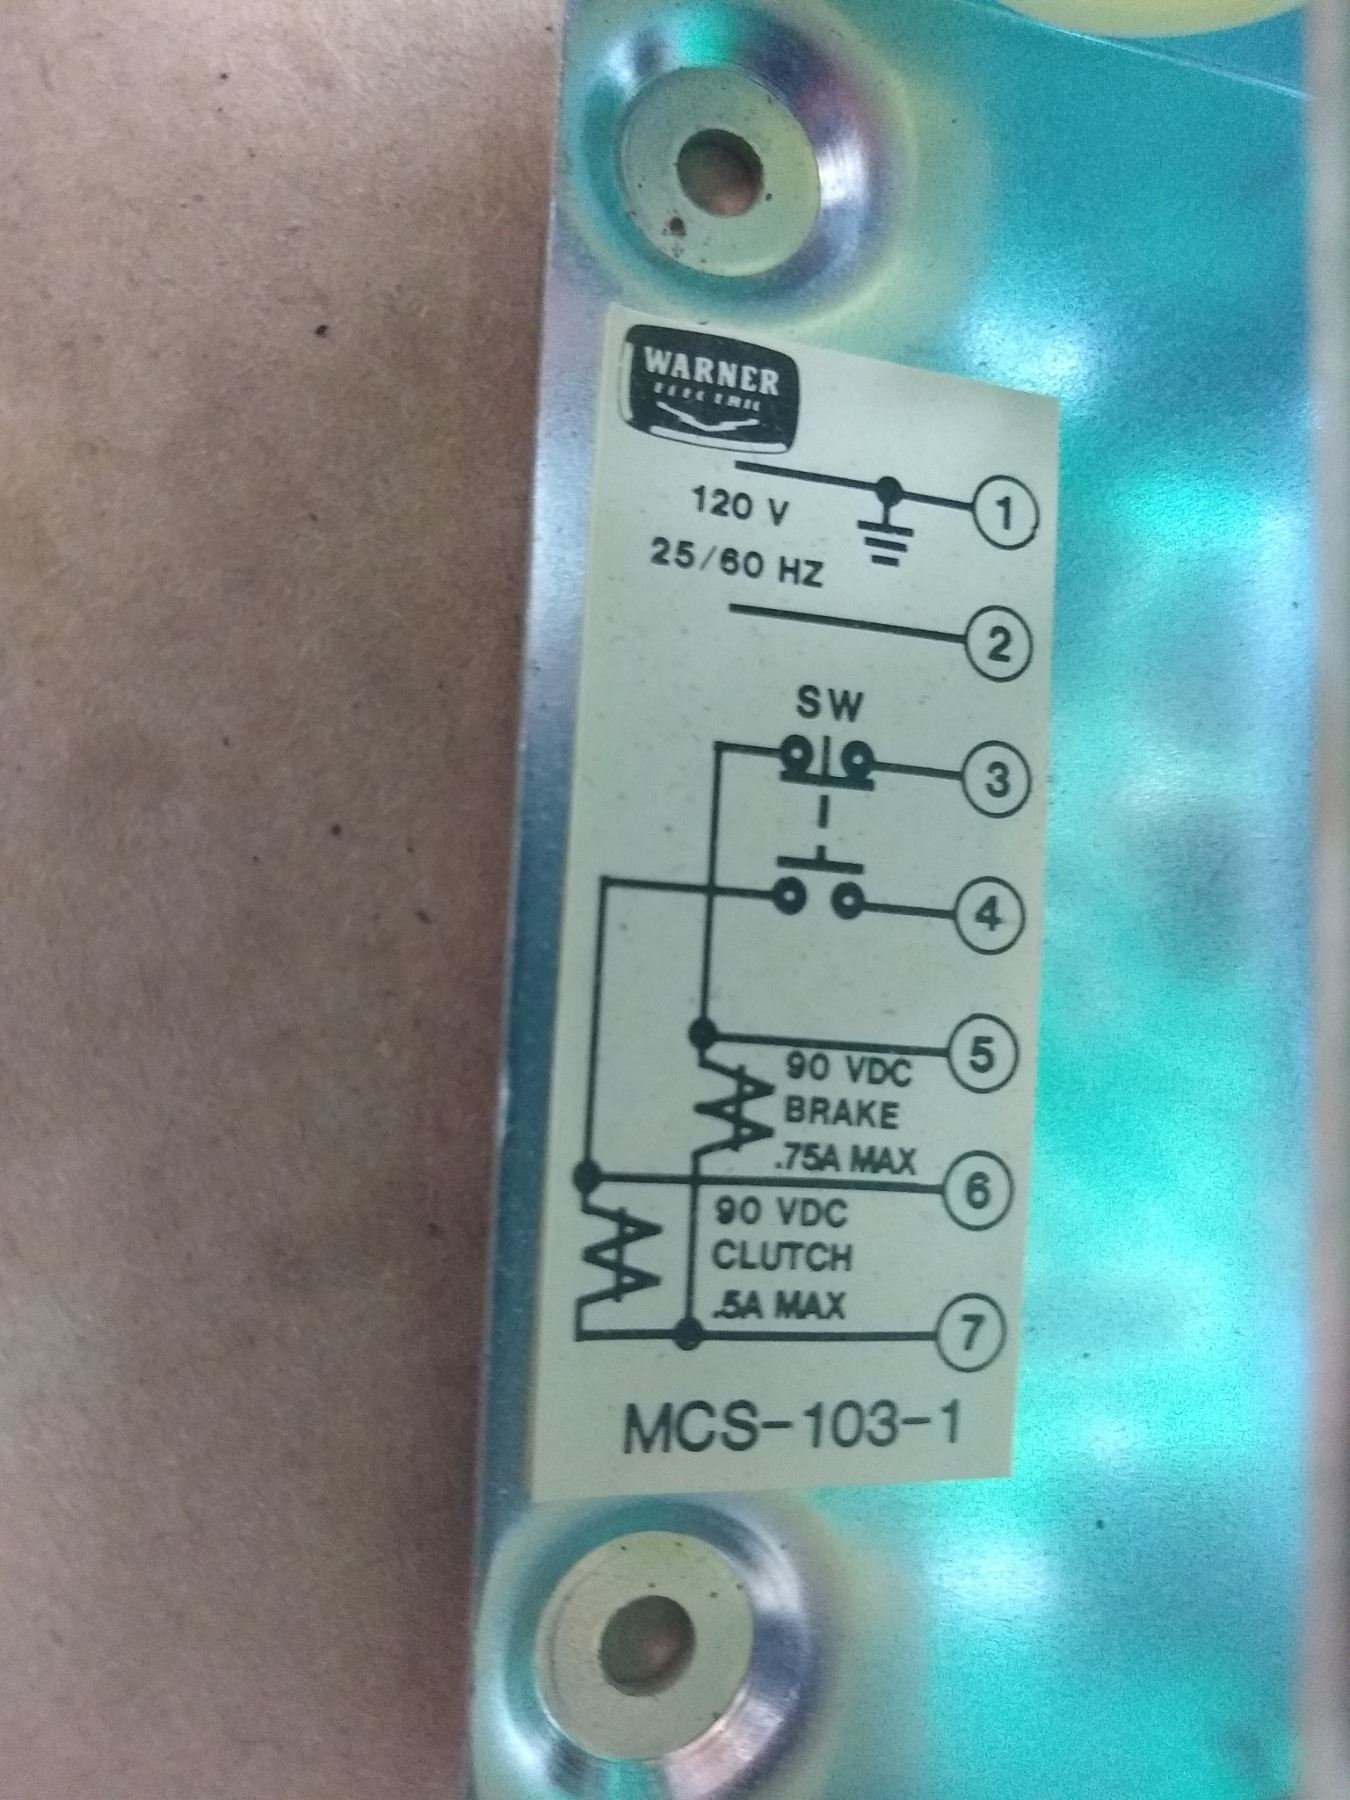 WARNER
ELECTRIC
1
120 V
25/60 HZ
2
SW
3
4
5
90 VDC
BRAKE
.75A MAX
6
90 VDC
CLUTCH
.5A MAX
7
MCS-103-1